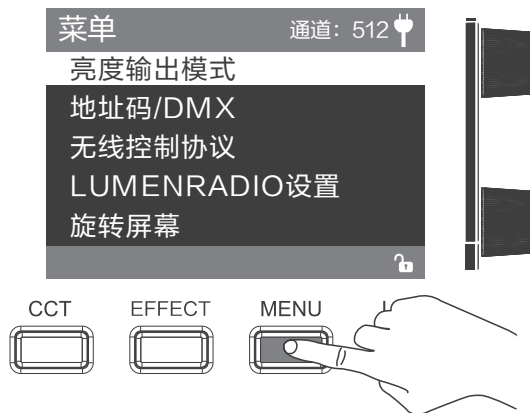 菜单 通道：512
亮度输出模式
地址码/DMX
无线控制协议
LUMENRADIO设置
旋转屏幕
CCT EFFECT MENU